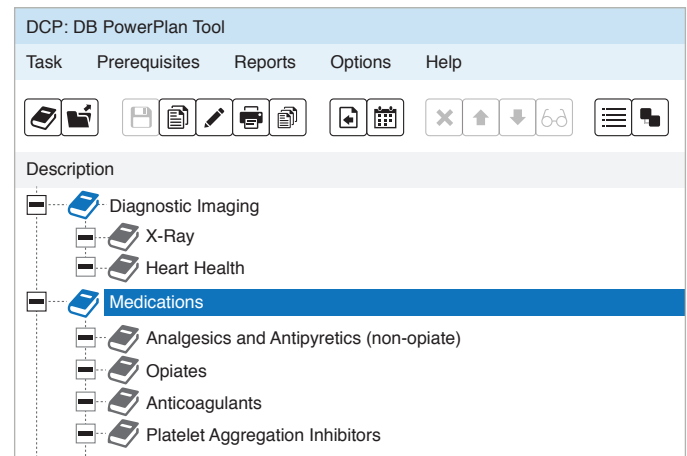 DCP: DB PowerPlan Tool
Task Prerequisites Reports Options Help
Description
Diagnostic Imaging
X-Ray
Heart Health
Medications
Analgesics and Antipyretics (non-opiate)
Opiates
Anticoagulants
Platelet Aggregation Inhibitors